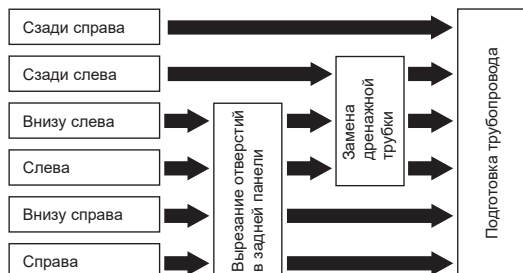 Сзади справа
Сзади слева
Внизу слева
Слева
Внизу справа
Справа
Вырезание отверстий
в задней панели
Замена
дренажной
трубки
Подготовка трубопровода